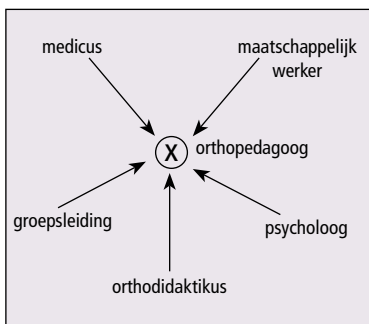 medicus
maatschappelijk
werker
X
orthopedagoog
groepsleiding
psycholoog
orthodidaktikus